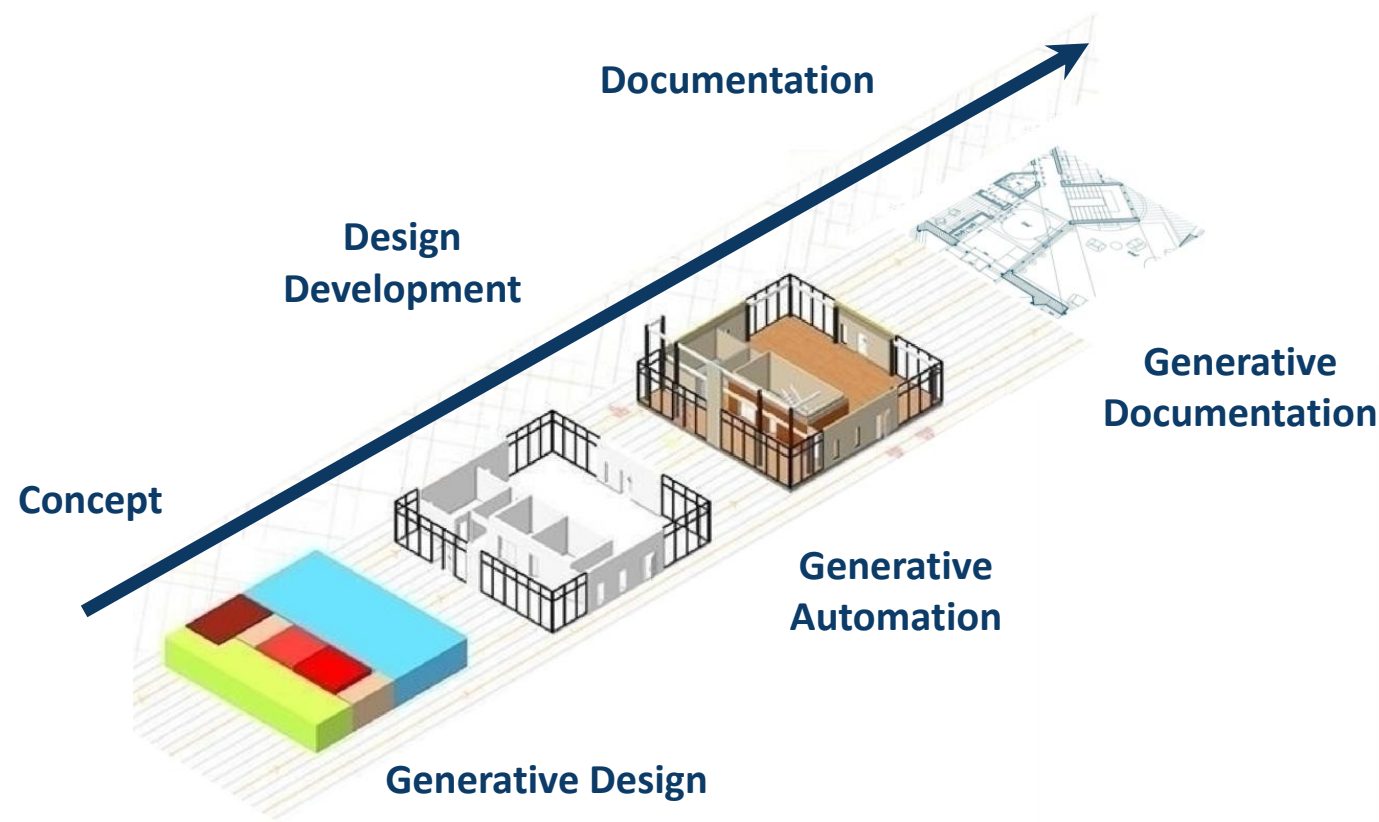 Documentation
Design
Development
Generative
Documentation
Concept
Generative
Automation
Generative Design